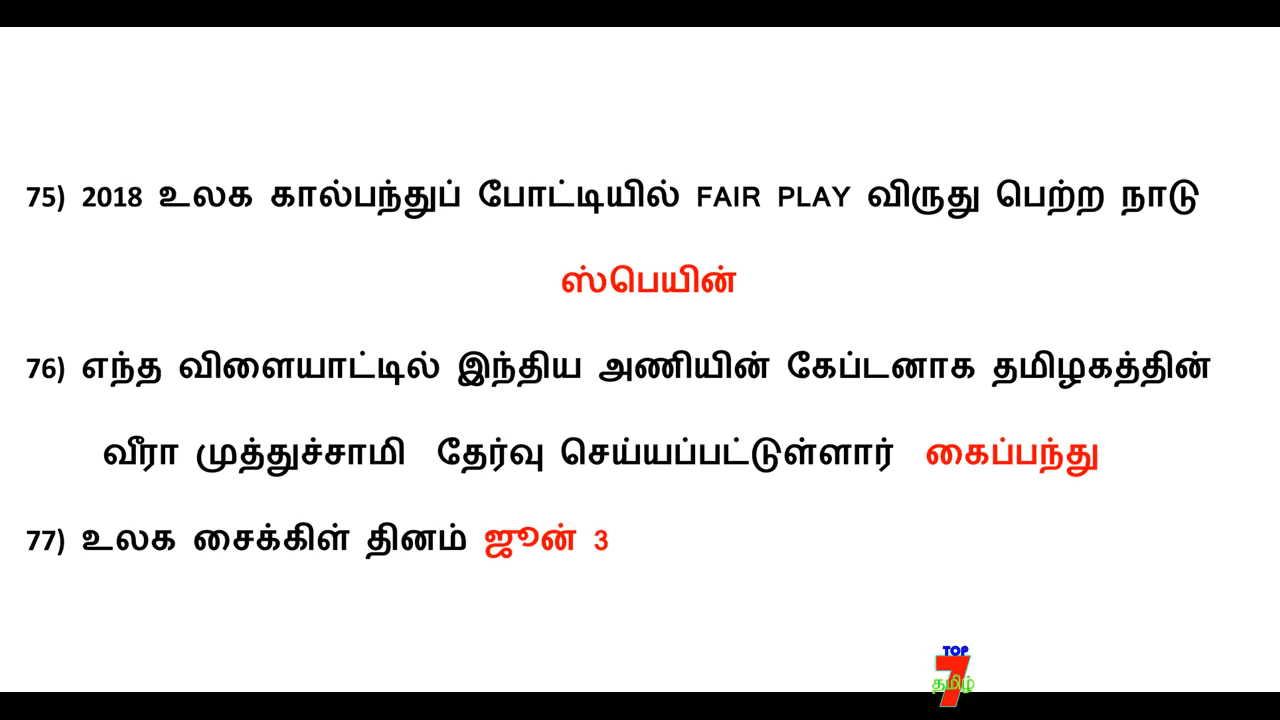 75) 2018 உலக கால்பந்துப் போட்டியில் FAIR PLAY விருது பெற்ற நாடு
ஸ்பெயின்
76) எந்த விளையாட்டில் இந்திய அணியின் கேப்டனாக தமிழகத்தின்
வீரா முத்துச்சாமி தேர்வு செய்யப்பட்டுள்ளார் கைப்பந்து
77) உலக சைக்கிள் தினம் ஜூன் 3
TOP
7
தமிழ்